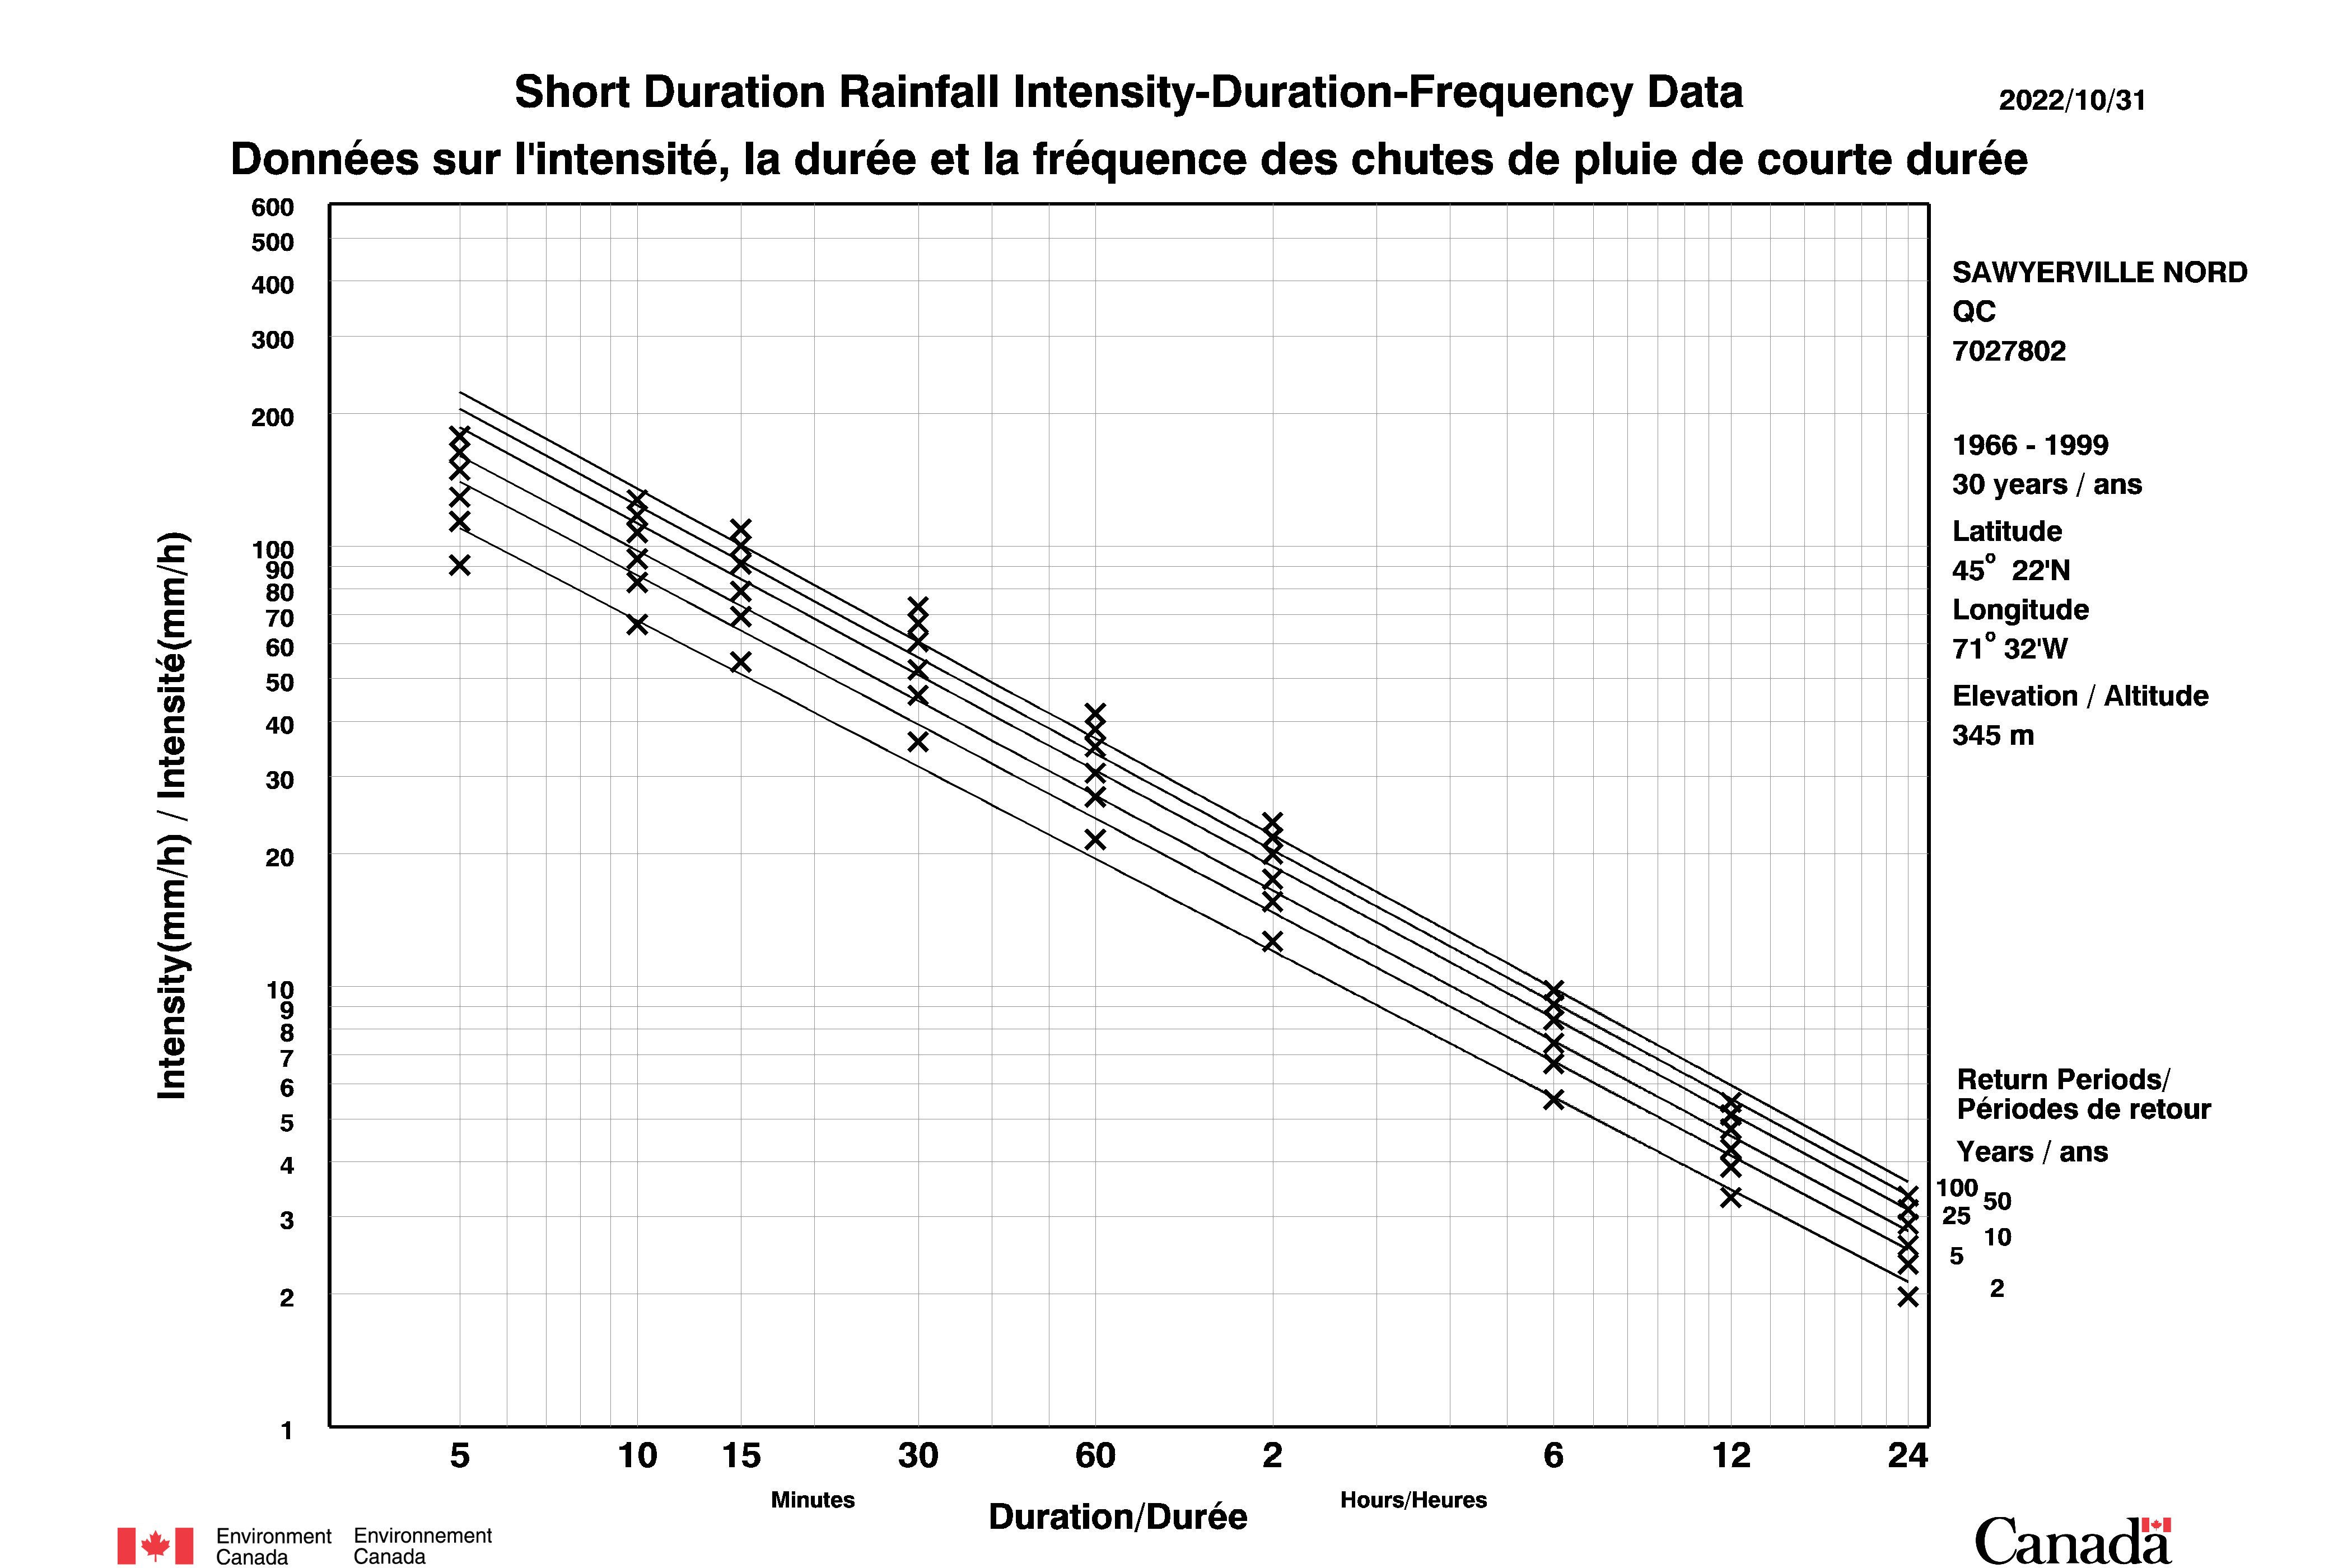 Short Duration Rainfall Intensity-Duration-Frequency Data
2022/10/31
Données sur l'intensité, la durée et la fréquence des chutes de pluie de courte durée
600
500
400
300
200
100
90
80
70
60
50
40
30
20
10
9
8
7
6
5
4
3
2
1
Intensity(mm/h) / Intensité(mm/h)
SAWYERVILLE NORD
QC
7027802
1966 - 1999
30 years / ans
Latitude
45° 22'N
Longitude
71° 32'W
Elevation / Altitude
345 m
Return Periods/
Périodes de retour
Years / ans
100
50
25
10
5
2
5 10 15 30 60 2 6 12 24
Minutes
Hours/Heures
Duration/Durée
Environment
Canada
Environnement
Canada
Canada